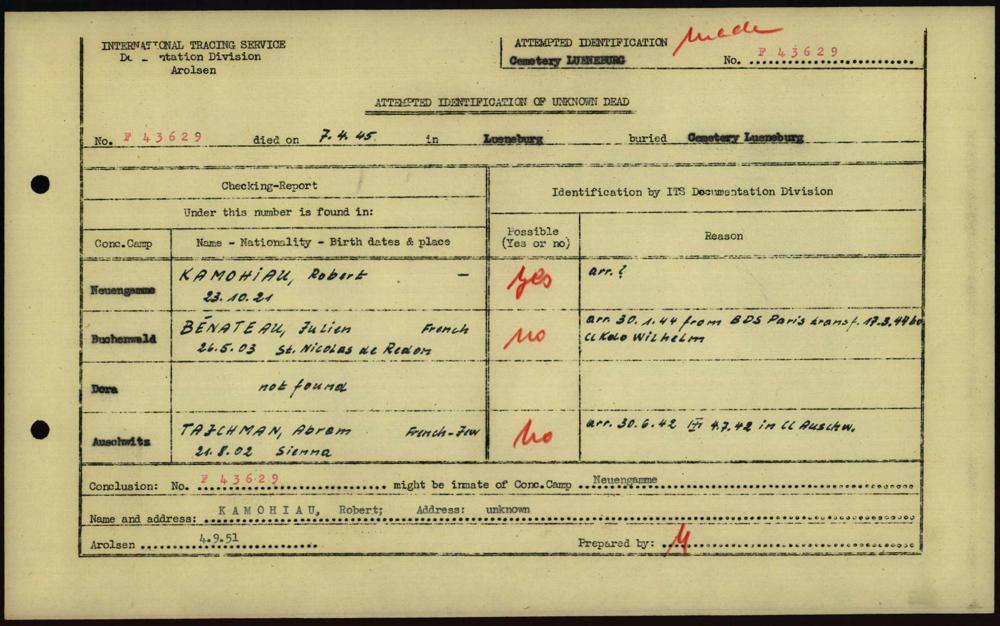 INTERNATIONAL TRACING SERVICE
Documentation Division
Arolsen
ATTEMPTED IDENTIFICATION made
Cemetery LUENEBURG No. F 43629
ATTEMPTED IDENTIFICATION OF UNKNOWN DEAD
No. F 43629 died on 7.4.45 in Lueneburg buried Cemetery Lueneburg
Checking-Report
Under this number is found in:
Identification by ITS Documentation Division
Conc.Camp Name - Nationality - Birth dates & place
Possible
(Yes or no)
Reason
Neuengamme
KAMOHIAU, Robert —
23.10.21
yes
arr. ?
Buchenwald
BÉNATEAU, Julien French
26.5.03 St. Nicolas de Redon
no
arr. 30.1.44 from BDS Paris transf. 17.3.44 to
CC Kdo Wilhelm
Dora
not found
Auschwitz
TAJCHMAN, Abram French-Jew
21.8.02 Sienna
No
arr. 30.6.42 4.7.42 in CC Auschw.
Conclusion: No. F 43629 might be inmate of Conc.Camp Neuengamme
Name and address: KAMOHIAU, Robert; Address: unknown
Arolsen 4.9.51
Prepared by: